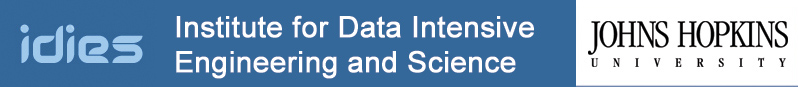 idies
Institute for Data Intensive
Engineering and Science
JOHNS HOPKINS
UNIVERSITY